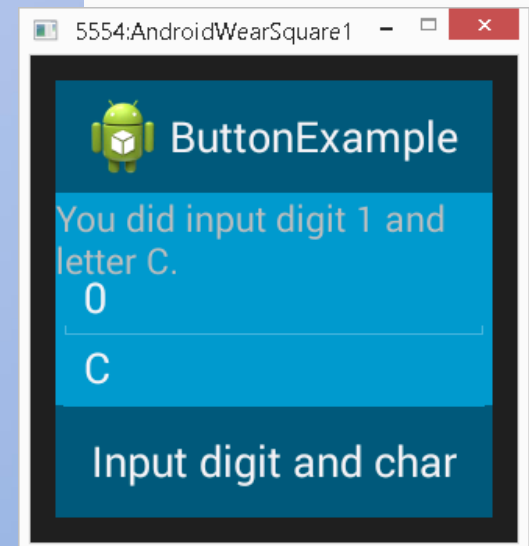 5554:AndroidWearSquare1
ButtonExample
You did input digit 1 and
letter C.
0
C
Input digit and char